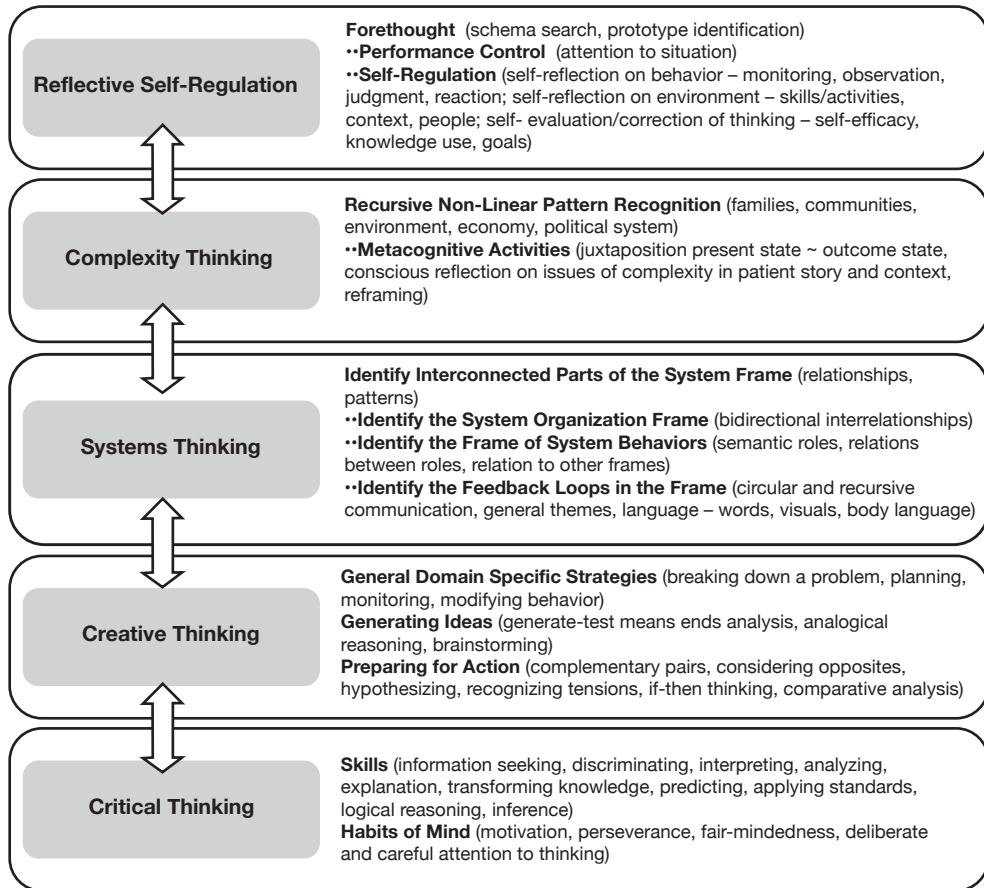 Reflective Self-Regulation
Forethought (schema search, prototype identification)
••Performance Control (attention to situation)
••Self-Regulation (self-reflection on behavior – monitoring, observation,
judgment, reaction; self-reflection on environment – skills/activities,
context, people; self- evaluation/correction of thinking – self-efficacy,
knowledge use, goals)
Complexity Thinking
Recursive Non-Linear Pattern Recognition (families, communities,
environment, economy, political system)
••Metacognitive Activities (juxtaposition present state ~ outcome state,
conscious reflection on issues of complexity in patient story and context,
reframing)
Systems Thinking
Identify Interconnected Parts of the System Frame (relationships,
patterns)
••Identify the System Organization Frame (bidirectional interrelationships)
••Identify the Frame of System Behaviors (semantic roles, relations
between roles, relation to other frames)
••Identify the Feedback Loops in the Frame (circular and recursive
communication, general themes, language – words, visuals, body language)
Creative Thinking
General Domain Specific Strategies (breaking down a problem, planning,
monitoring, modifying behavior)
Generating Ideas (generate-test means ends analysis, analogical
reasoning, brainstorming)
Preparing for Action (complementary pairs, considering opposites,
hypothesizing, recognizing tensions, if-then thinking, comparative analysis)
Critical Thinking
Skills (information seeking, discriminating, interpreting, analyzing,
explanation, transforming knowledge, predicting, applying standards,
logical reasoning, inference)
Habits of Mind (motivation, perseverance, fair-mindedness, deliberate
and careful attention to thinking)